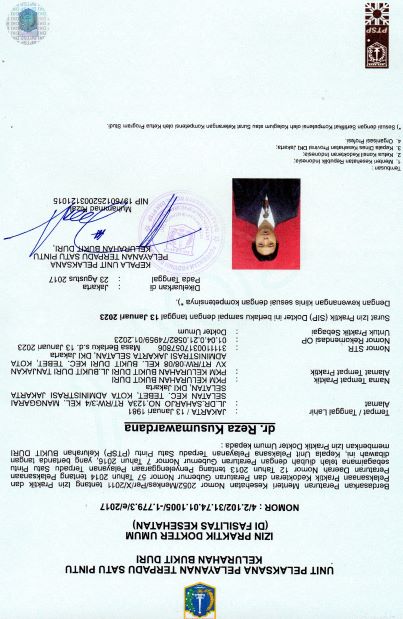 UNIT PELAKSANA PELAYANAN TERPADU SATU PINTU
KELURAHAN BUKIT DURI
IZIN PRAKTIK DOKTER UMUM
(DI FASILITAS KESEHATAN)
NOMOR : 4/2.102/31.74.01.1005/-1.779.3/e/2017
Berdasarkan Peraturan Menteri Kesehatan Nomor 2052/Menkes/Per/X/2011 tentang Izin Praktik dan
Pelaksanaan Praktik Kedokteran dan Peraturan Gubernur Nomor 57 Tahun 2014 tentang Pelaksanaan
Peraturan Daerah Nomor 12 Tahun 2013 tentang Penyelenggaraan Pelayanan Terpadu Satu Pintu
sebagaimana telah diubah dengan Peraturan Gubernur Nomor 7 Tahun 2016, yang bertanda tangan
dibawah ini, Kepala Unit Pelaksana Pelayanan Terpadu Satu Pintu (PTSP) Kelurahan BUKIT DURI
memberikan Izin Praktik Dokter Umum kepada :
dr. Reza Kusumawardana
Tempat / Tanggal Lahir : JAKARTA / 13 Januari 1981
Alamat : JL.DR.SAHARJO NO,123A RT/RW:3/4 KEL. MANGGARAI
SELATAN KEC. TEBET, KOTA ADMINISTRASI JAKARTA
SELATAN, DKI Jakarta
Nama Tempat Praktik : PKM KELURAHAN BUKIT DURI
Alamat Tempat Praktik : PKM KELURAHAN BUKIT DURI JL.BUKIT DURI TANJAKAN
XV RT/RW:08/08 KEL. BUKIT DURI KEC. TEBET, KOTA
ADMINISTRASI JAKARTA SELATAN, DKI Jakarta
Nomor STR : 3111100317057806 Masa Berlaku s.d. 13 Januari 2023
Nomor Rekomendasi OP : 01.04.0.21.0582/74959/01.2023
Untuk Praktik Sebagai : Dokter Umum
Surat Izin Praktik (SIP) Dokter ini berlaku sampai dengan tanggal 13 Januari 2023
Dengan kewenangan klinis sesuai dengan kompetensinya *).
Dikeluarkan di : Jakarta
Pada Tanggal : 23 Agustus 2017
KEPALA UNIT PELAKSANA
PELAYANAN TERPADU SATU PINTU
KELURAHAN BUKIT DURI,
Muhammad Rizali
NIP 197601252003121015
Tembusan :
1. Menteri Kesehatan Republik Indonesia;
2. Ketua Konsil Kedokteran Indonesia;
3. Kepala Dinas Kesehatan Provinsi DKI Jakarta;
4. Organisasi Profesi.
*) Sesuai dengan Sertifikat Kompetensi oleh Kolegium atau Surat Keterangan Kompetensi oleh Ketua Program Studi.
PTSP